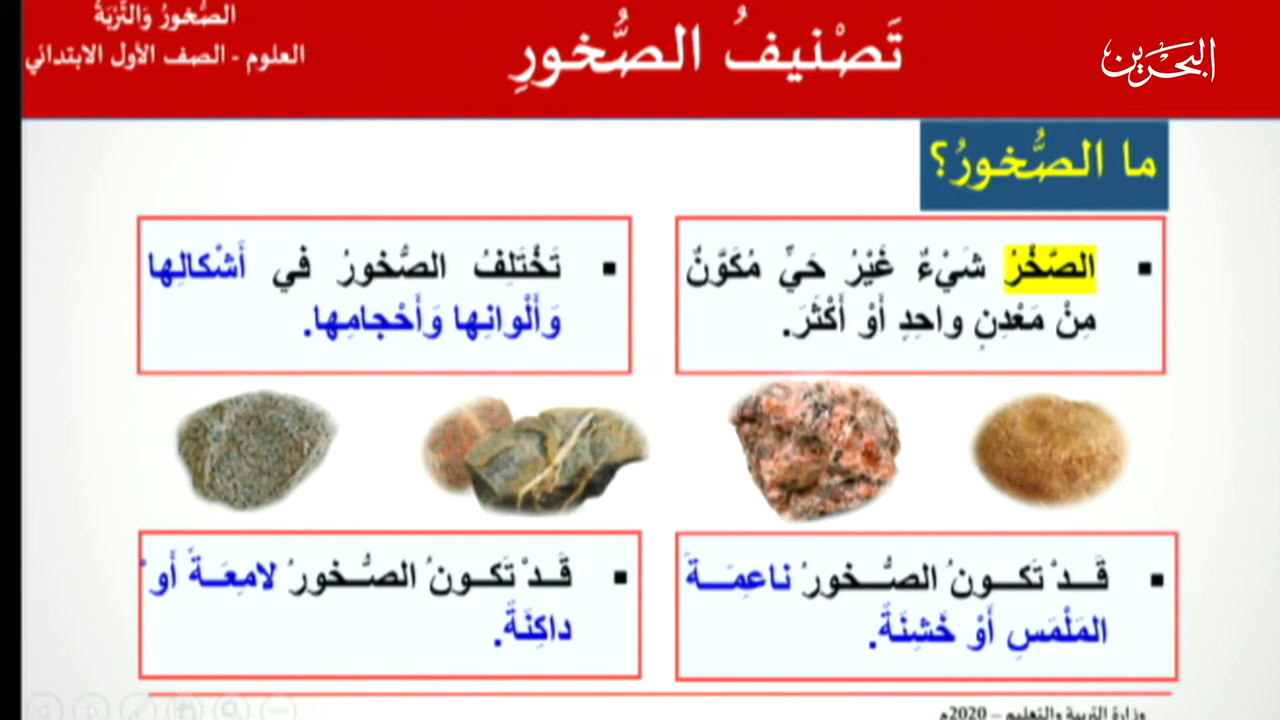 الصُّخورُ وَالتُّرْبَةُ
العلوم - الصف الأول الابتدائي
تَصْنيفُ الصُّخورِ
البحرين
ما الصُّخورُ؟
▪ الصَّخْرُ شَيْءٌ غَيْرُ حَيٍّ مُكَوَّنٌ
مِنْ مَعْدِنٍ واحِدٍ أَوْ أَكْثَرَ.
▪ تَخْتَلِفُ الصُّخورُ في أَشْكالِها
وَأَلْوانِها وَأَحْجامِها.
▪ قَدْ تَكونُ الصُّخورُ ناعِمَةَ
المَلْمَسِ أَوْ خَشِنَةً.
▪ قَدْ تَكونُ الصُّخورُ لامِعَةً أَوْ
داكِنَةً.
وزارة التربية والتعليم – 2020م